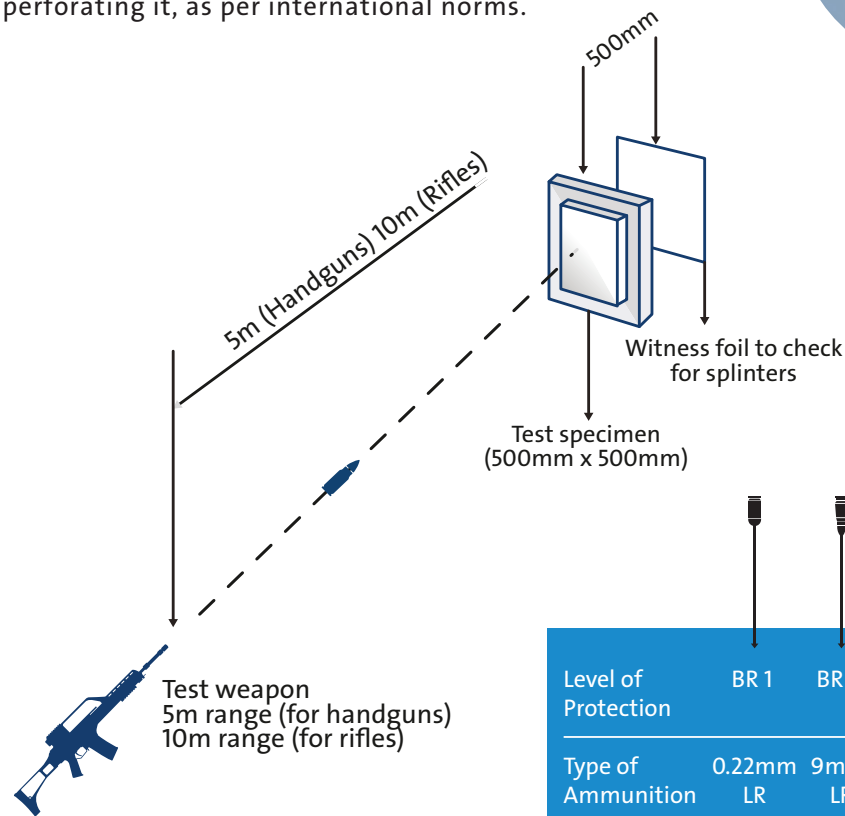 perforating it, as per international norms.
500mm
5m (Handguns) 10m (Rifles)
Witness foil to check
for splinters
Test specimen
(500mm x 500mm)
Test weapon
5m range (for handguns)
10m range (for rifles)
Level of
Protection
BR 1
BR
Type of
Ammunition
0.22mm
LR